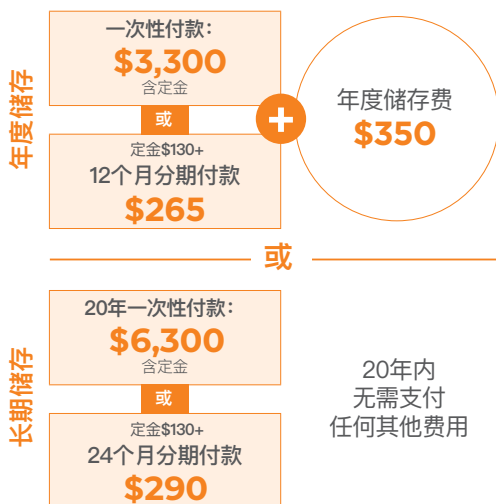 年度储存
一次性付款：
$3,300
含定金
或
定金$130+
12个月分期付款
$265
+
年度储存费
$350
或
长期储存
20年一次性付款：
$6,300
含定金
或
定金$130+
24个月分期付款
$290
20年内
无需支付
任何其他费用